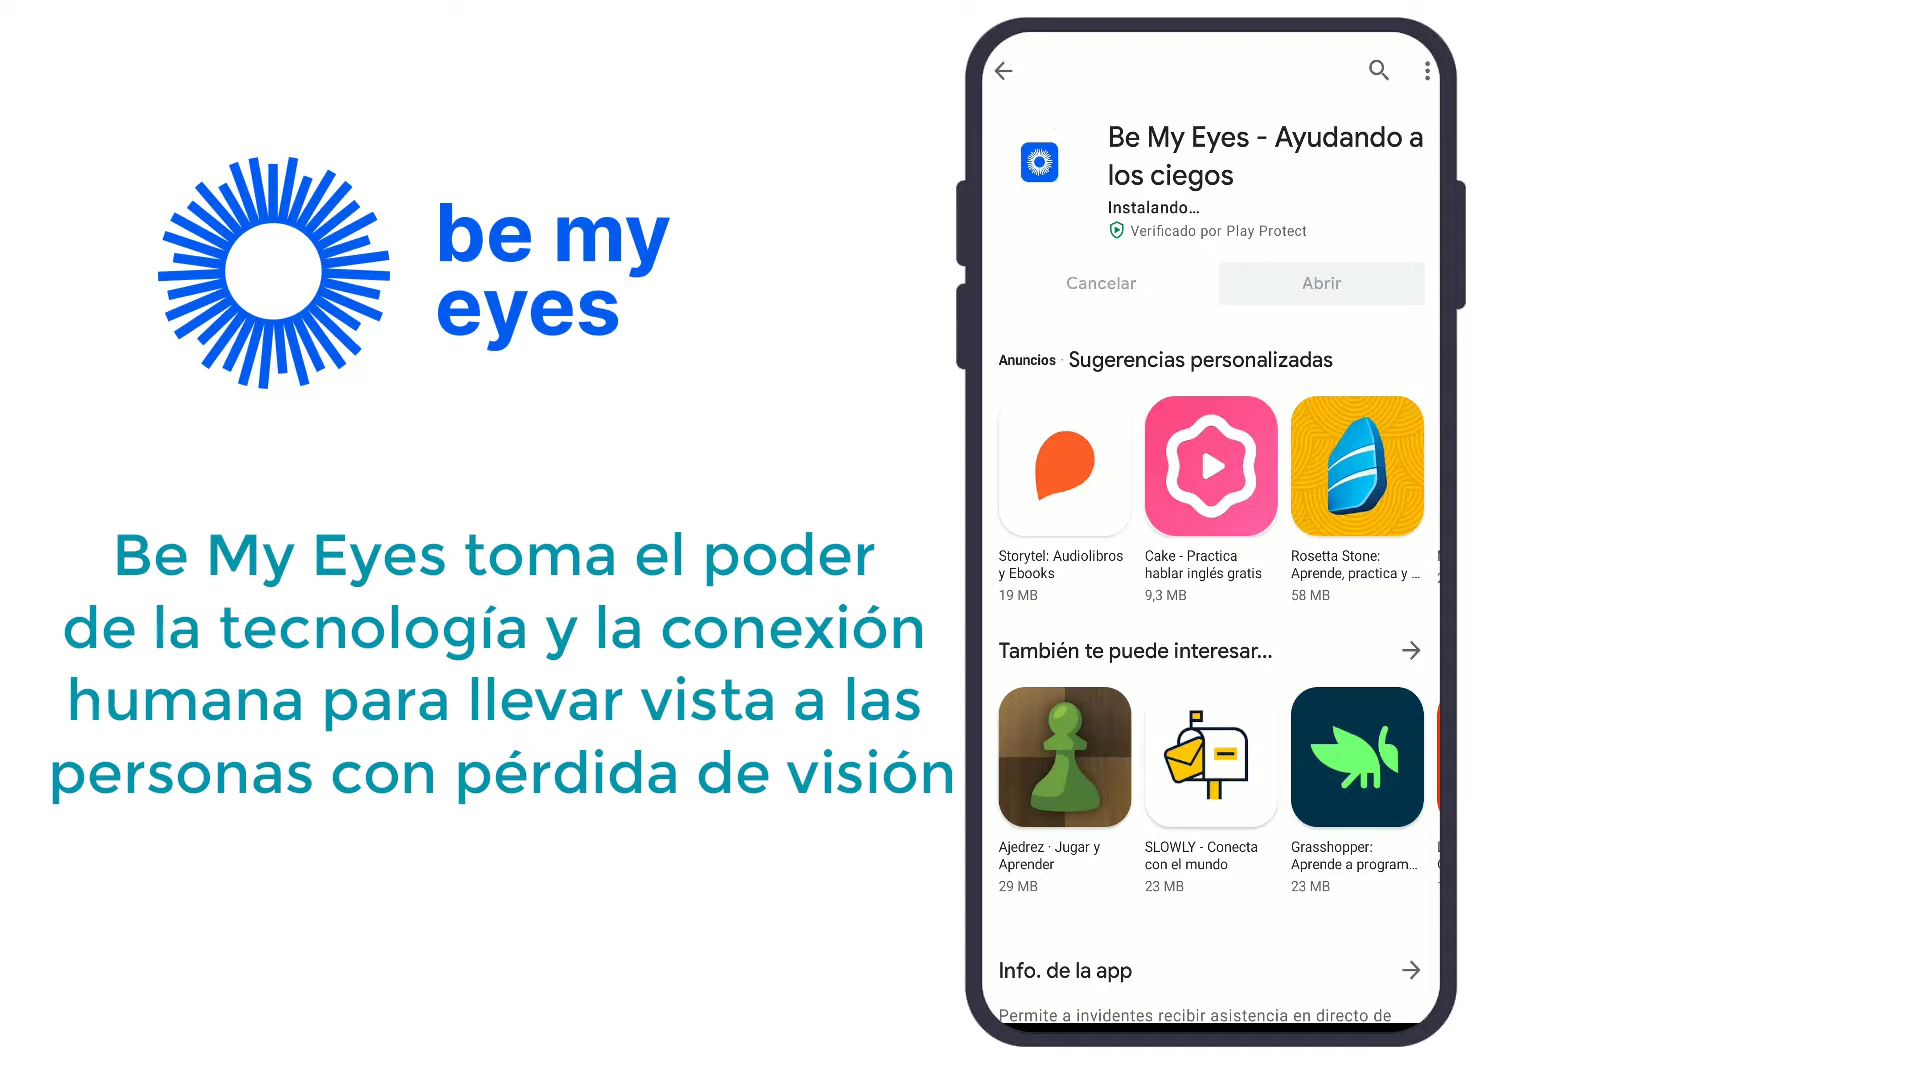 be my
eyes
Be My Eyes toma el poder
de la tecnología y la conexión
humana para llevar vista a las
personas con pérdida de visión
Be My Eyes - Ayudando a
los ciegos
Instalando...
Verificado por Play Protect
Cancelar
Abrir
Anuncios · Sugerencias personalizadas
Storytel: Audiolibros
y Ebooks
19 MB
Cake - Practica
hablar inglés gratis
9,3 MB
Rosetta Stone:
Aprende, practica y ...
58 MB
También te puede interesar...
Ajedrez · Jugar y
Aprender
29 MB
SLOWLY - Conecta
con el mundo
23 MB
Grasshopper:
Aprende a program...
23 MB
Info. de la app
Permite a invidentes recibir asistencia en directo de